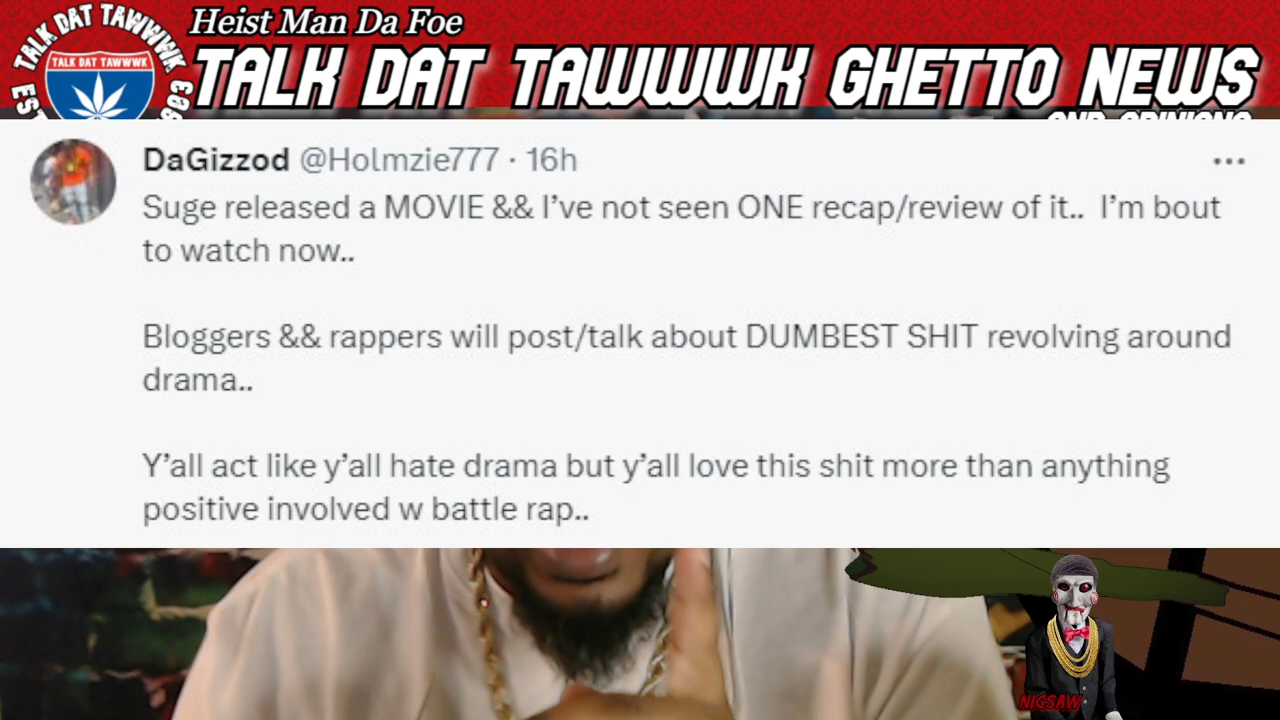 TALK DAT TAWWWK
Heist Man Da Foe
TALK DAT TAWWWK
TALK DAT TAWWWK GHETTO NEWS
AND OPINIONS
DaGizzod @Holmzie777 · 16h
Suge released a MOVIE && I've not seen ONE recap/review of it.. I'm bout
to watch now..
Bloggers && rappers will post/talk about DUMBEST SHIT revolving around
drama..
Y'all act like y'all hate drama but y'all love this shit more than anything
positive involved w battle rap..
NIGSAW